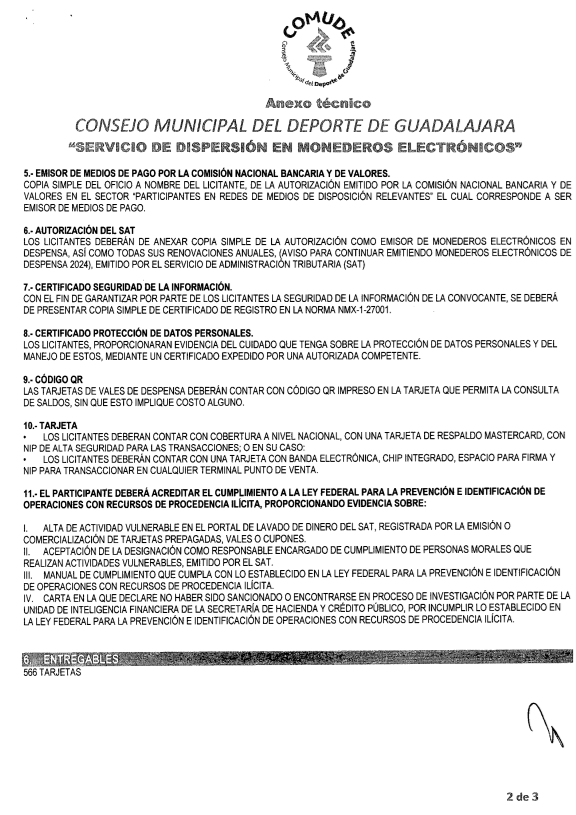 COMUDE
Consejo Municipal del Deporte de Guadalajara
Anexo técnico
CONSEJO MUNICIPAL DEL DEPORTE DE GUADALAJARA
"SERVICIO DE DISPERSIÓN EN MONEDEROS ELECTRÓNICOS"
5.- EMISOR DE MEDIOS DE PAGO POR LA COMISIÓN NACIONAL BANCARIA Y DE VALORES.
COPIA SIMPLE DEL OFICIO A NOMBRE DEL LICITANTE, DE LA AUTORIZACIÓN EMITIDO POR LA COMISIÓN NACIONAL BANCARIA Y DE
VALORES EN EL SECTOR "PARTICIPANTES EN REDES DE MEDIOS DE DISPOSICIÓN RELEVANTES" EL CUAL CORRESPONDE A SER
EMISOR DE MEDIOS DE PAGO.
6.- AUTORIZACIÓN DEL SAT
LOS LICITANTES DEBERÁN DE ANEXAR COPIA SIMPLE DE LA AUTORIZACIÓN COMO EMISOR DE MONEDEROS ELECTRÓNICOS EN
DESPENSA, ASÍ COMO TODAS SUS RENOVACIONES ANUALES, (AVISO PARA CONTINUAR EMITIENDO MONEDEROS ELECTRÓNICOS DE
DESPENSA 2024), EMITIDO POR EL SERVICIO DE ADMINISTRACIÓN TRIBUTARIA (SAT)
7.- CERTIFICADO SEGURIDAD DE LA INFORMACIÓN.
CON EL FIN DE GARANTIZAR POR PARTE DE LOS LICITANTES LA SEGURIDAD DE LA INFORMACIÓN DE LA CONVOCANTE, SE DEBERÁ
DE PRESENTAR COPIA SIMPLE DE CERTIFICADO DE REGISTRO EN LA NORMA NMX-1-27001.
8.- CERTIFICADO PROTECCIÓN DE DATOS PERSONALES.
LOS LICITANTES, PROPORCIONARAN EVIDENCIA DEL CUIDADO QUE TENGA SOBRE LA PROTECCIÓN DE DATOS PERSONALES Y DEL
MANEJO DE ESTOS, MEDIANTE UN CERTIFICADO EXPEDIDO POR UNA AUTORIZADA COMPETENTE.
9.- CÓDIGO QR
LAS TARJETAS DE VALES DE DESPENSA DEBERÁN CONTAR CON CÓDIGO QR IMPRESO EN LA TARJETA QUE PERMITA LA CONSULTA
DE SALDOS, SIN QUE ESTO IMPLIQUE COSTO ALGUNO.
10.- TARJETA
• LOS LICITANTES DEBERAN CONTAR CON COBERTURA A NIVEL NACIONAL, CON UNA TARJETA DE RESPALDO MASTERCARD, CON
NIP DE ALTA SEGURIDAD PARA LAS TRANSACCIONES; O EN SU CASO:
• LOS LICITANTES DEBERÁN CONTAR CON UNA TARJETA CON BANDA ELECTRÓNICA, CHIP INTEGRADO, ESPACIO PARA FIRMA Y
NIP PARA TRANSACCIONAR EN CUALQUIER TERMINAL PUNTO DE VENTA.
11.- EL PARTICIPANTE DEBERÁ ACREDITAR EL CUMPLIMIENTO A LA LEY FEDERAL PARA LA PREVENCIÓN E IDENTIFICACIÓN DE
OPERACIONES CON RECURSOS DE PROCEDENCIA ILÍCITA, PROPORCIONANDO EVIDENCIA SOBRE:
I. ALTA DE ACTIVIDAD VULNERABLE EN EL PORTAL DE LAVADO DE DINERO DEL SAT, REGISTRADA POR LA EMISIÓN O
COMERCIALIZACIÓN DE TARJETAS PREPAGADAS, VALES O CUPONES.
II. ACEPTACIÓN DE LA DESIGNACIÓN COMO RESPONSABLE ENCARGADO DE CUMPLIMIENTO DE PERSONAS MORALES QUE
REALIZAN ACTIVIDADES VULNERABLES, EMITIDO POR EL SAT.
III. MANUAL DE CUMPLIMIENTO QUE CUMPLA CON LO ESTABLECIDO EN LA LEY FEDERAL PARA LA PREVENCIÓN E IDENTIFICACIÓN
DE OPERACIONES CON RECURSOS DE PROCEDENCIA ILÍCITA.
IV. CARTA EN LA QUE DECLARE NO HABER SIDO SANCIONADO O ENCONTRARSE EN PROCESO DE INVESTIGACIÓN POR PARTE DE LA
UNIDAD DE INTELIGENCIA FINANCIERA DE LA SECRETARÍA DE HACIENDA Y CRÉDITO PÚBLICO, POR INCUMPLIR LO ESTABLECIDO EN
LA LEY FEDERAL PARA LA PREVENCIÓN E IDENTIFICACIÓN DE OPERACIONES CON RECURSOS DE PROCEDENCIA ILÍCITA.
6. ENTREGABLES
566 TARJETAS
2 de 3